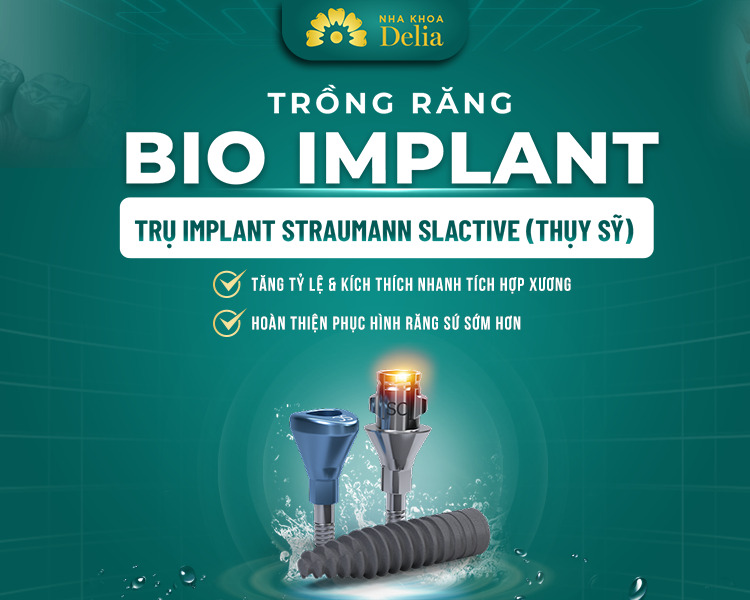 NHA KHOA
Delia
TRỒNG RĂNG
BIO IMPLANT
TRỤ IMPLANT STRAUMANN SLACTIVE (THỤY SỸ)
TĂNG TỶ LỆ & KÍCH THÍCH NHANH TÍCH HỢP XƯƠNG
HOÀN THIỆN PHỤC HÌNH RĂNG SỨ SỚM HƠN
SC